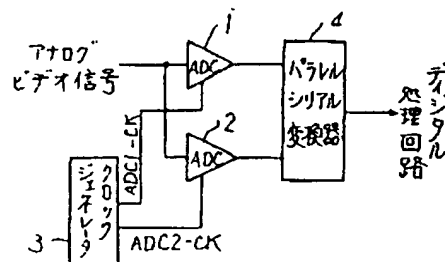 アナログ
ビデオ信号
1
ADC
2
ADC
ADC1-CK
ADC2-CK
3
クロック
ジェネレータ
4
パラレル
シリアル
変換器
ディジタル
処理回路